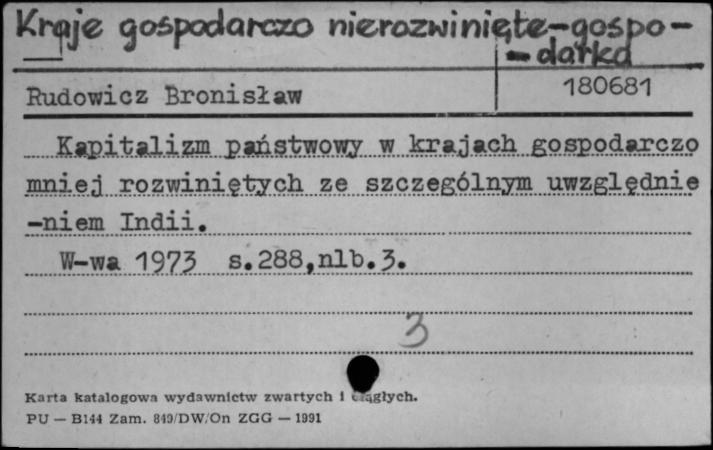 Kraje gospodarczo nierozwinięte-gospo-
-darka
Rudowicz Bronisław 180681
Kapitalizm państwowy w krajach gospodarczo
mniej rozwiniętych ze szczególnym uwzględnie
-niem Indii.
W-wa 1973 s.288,nlb.3.
3
Karta katalogowa wydawnictw zwartych i ciągłych.
PU — B144 Zam. 849/DW/On ZGG — 1991